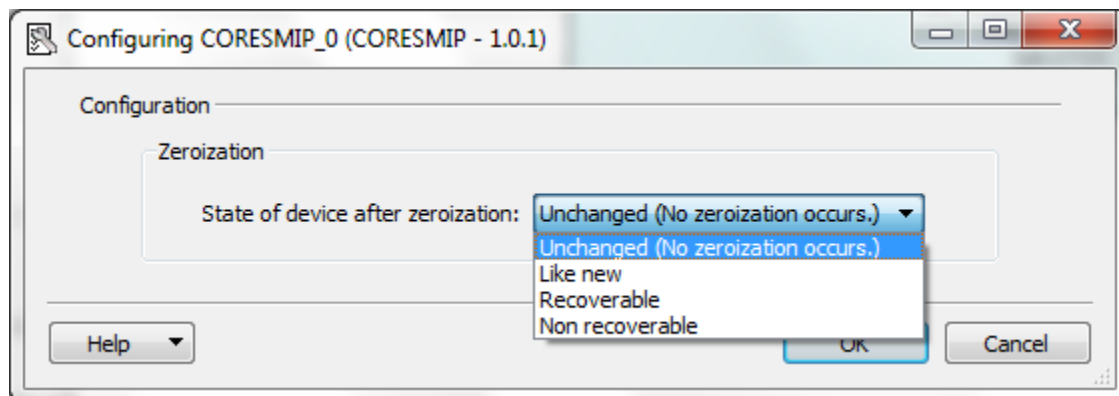 Configuring CORESMIP_0 (CORESMIP - 1.0.1)
Configuration
Zeroization
State of device after zeroization: Unchanged (No zeroization occurs.)
Unchanged (No zeroization occurs.)
Like new
Recoverable
Non recoverable
Help OK Cancel